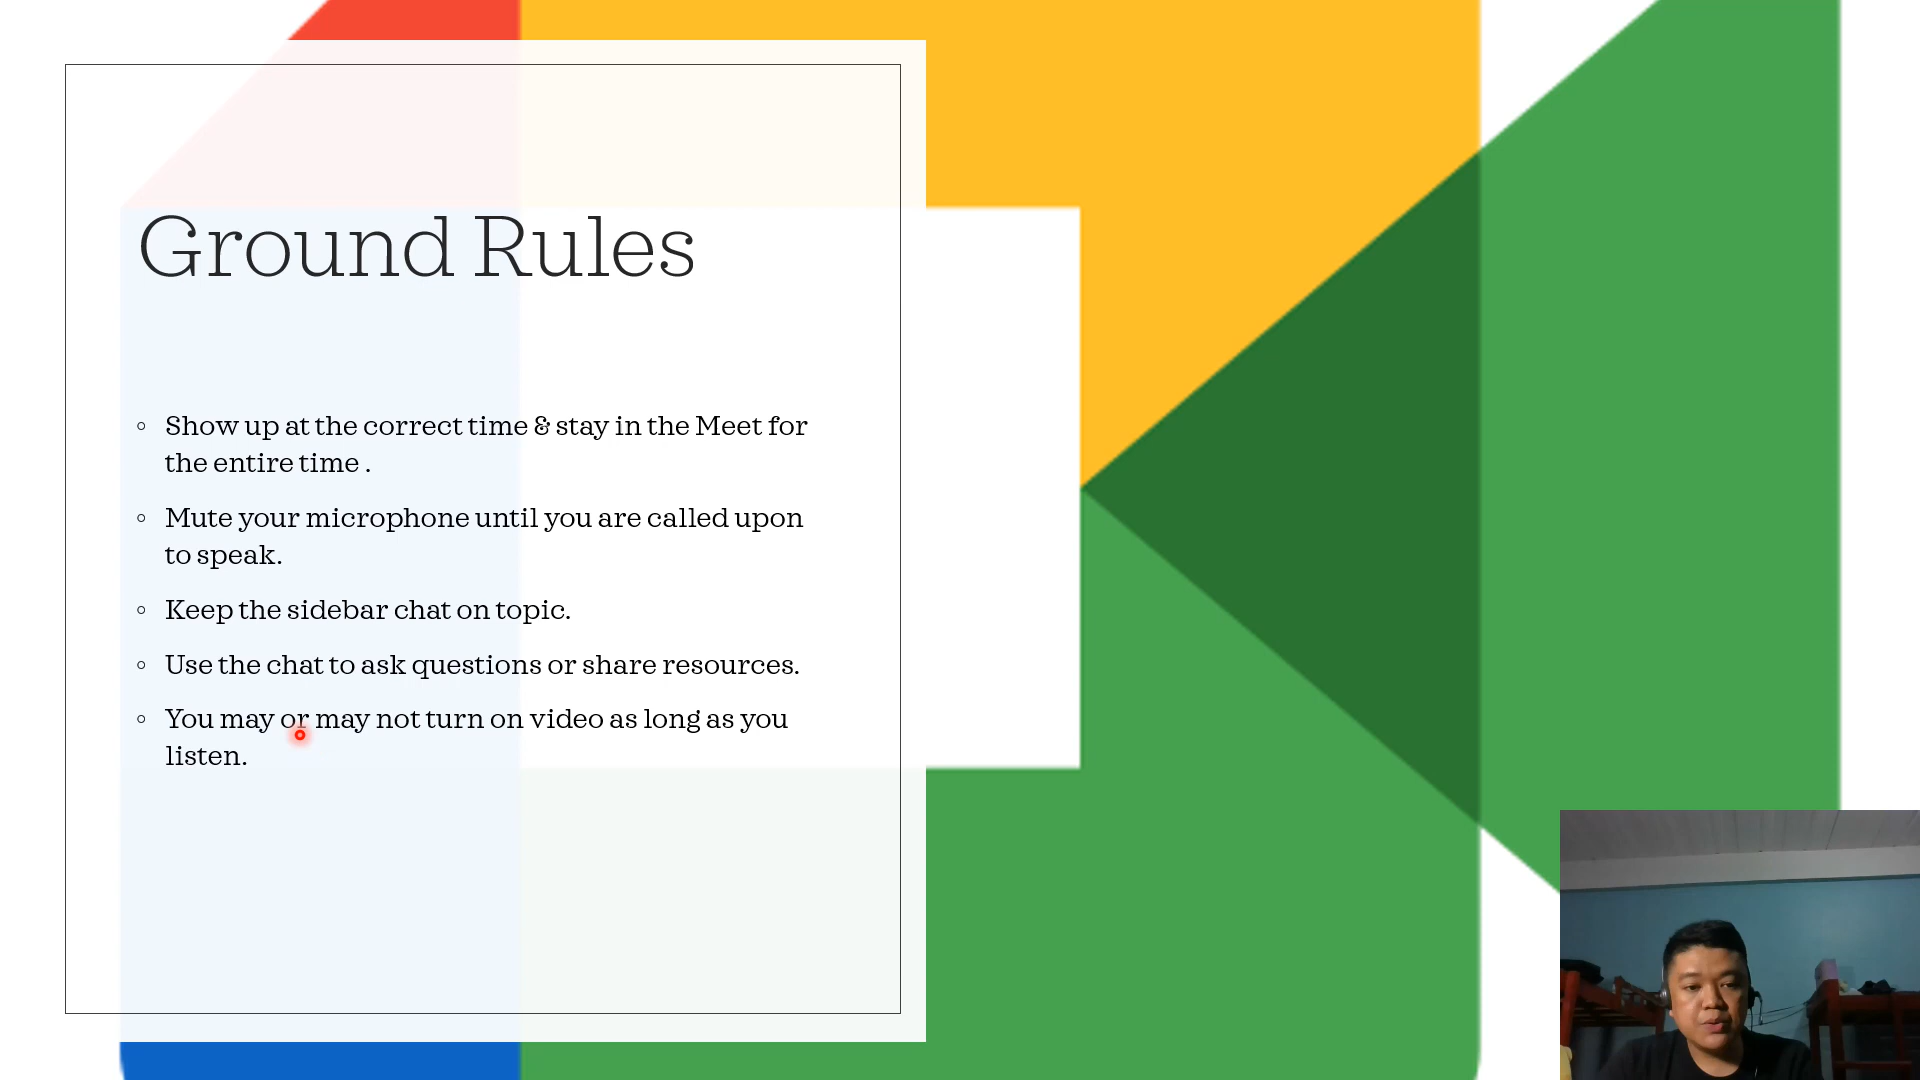 Ground Rules
Show up at the correct time & stay in the Meet for
the entire time .
Mute your microphone until you are called upon
to speak.
Keep the sidebar chat on topic.
Use the chat to ask questions or share resources.
You may or may not turn on video as long as you
listen.